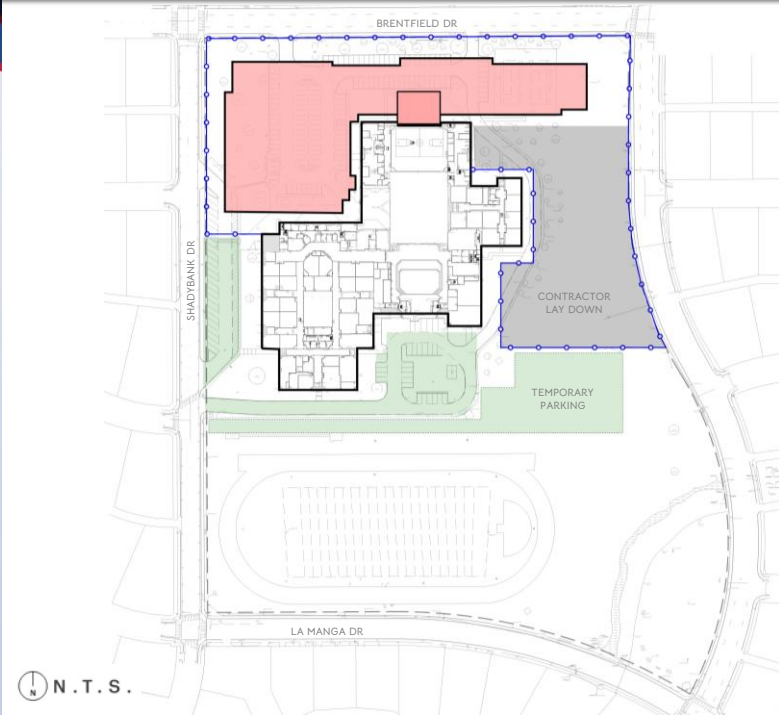 BRENTFIELD DR
SHADYBANK DR
CONTRACTOR
LAY DOWN
TEMPORARY
PARKING
LA MANGA DR
N
N.T.S.